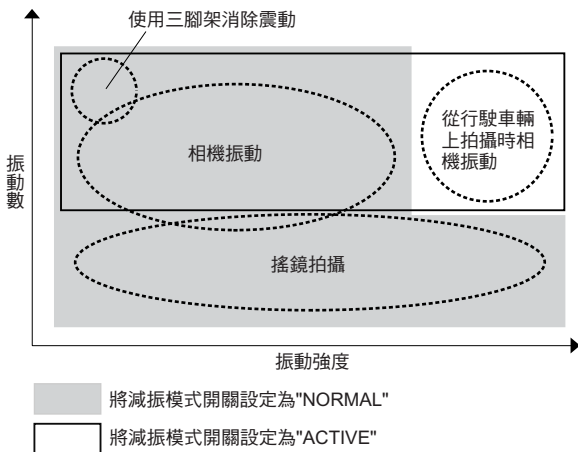 使用三腳架消除震動
從行駛車輛
上拍攝時相
機振動
相機振動
振動數
搖鏡拍攝
振動強度
將減振模式開關設定為"NORMAL"
將減振模式開關設定為"ACTIVE"